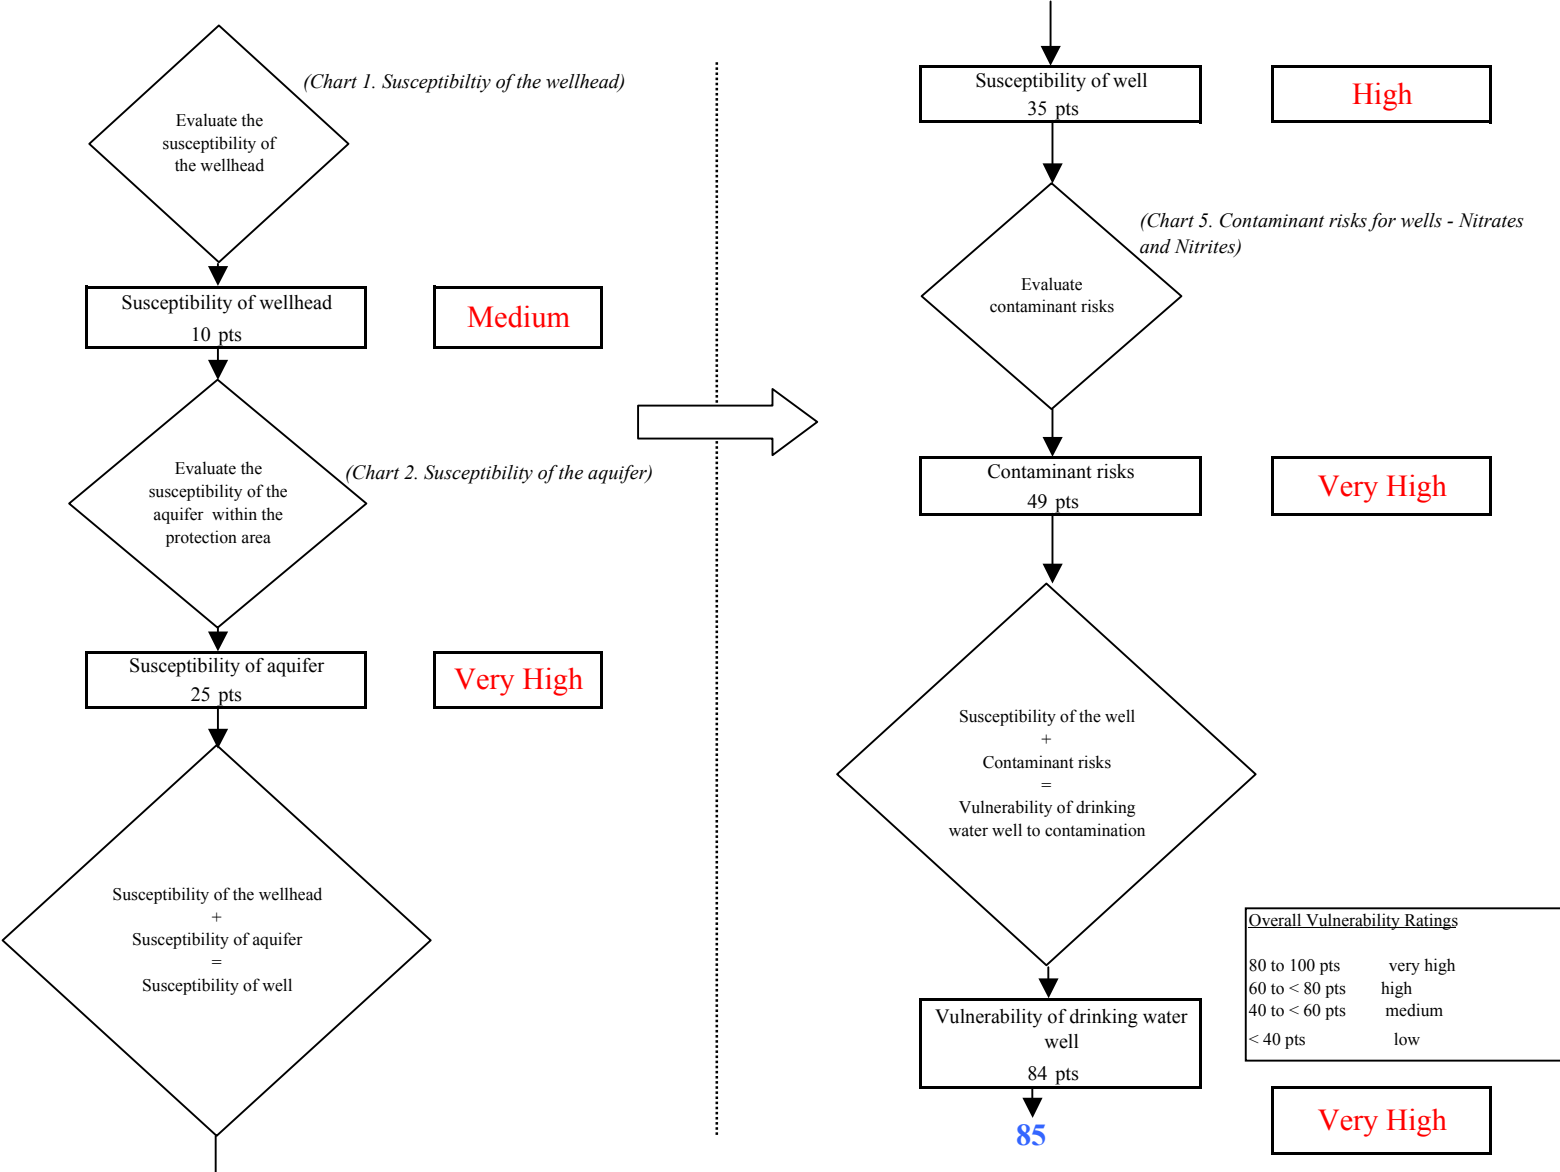 (Chart 1. Susceptibiltiy of the wellhead)
Evaluate the
susceptibility of
the wellhead
Susceptibility of wellhead
10 pts
Medium
(Chart 2. Susceptibility of the aquifer)
Evaluate the
susceptibility of the
aquifer within the
protection area
Susceptibility of aquifer
25 pts
Very High
Susceptibility of the wellhead
+
Susceptibility of aquifer
=
Susceptibility of well
Susceptibility of well
35 pts
High
(Chart 5. Contaminant risks for wells - Nitrates
and Nitrites)
Evaluate
contaminant risks
Contaminant risks
49 pts
Very High
Susceptibility of the well
+
Contaminant risks
=
Vulnerability of drinking
water well to contamination
Overall Vulnerability Ratings
80 to 100 pts very high
60 to < 80 pts high
40 to < 60 pts medium
< 40 pts low
Vulnerability of drinking water
well
84 pts
85
Very High